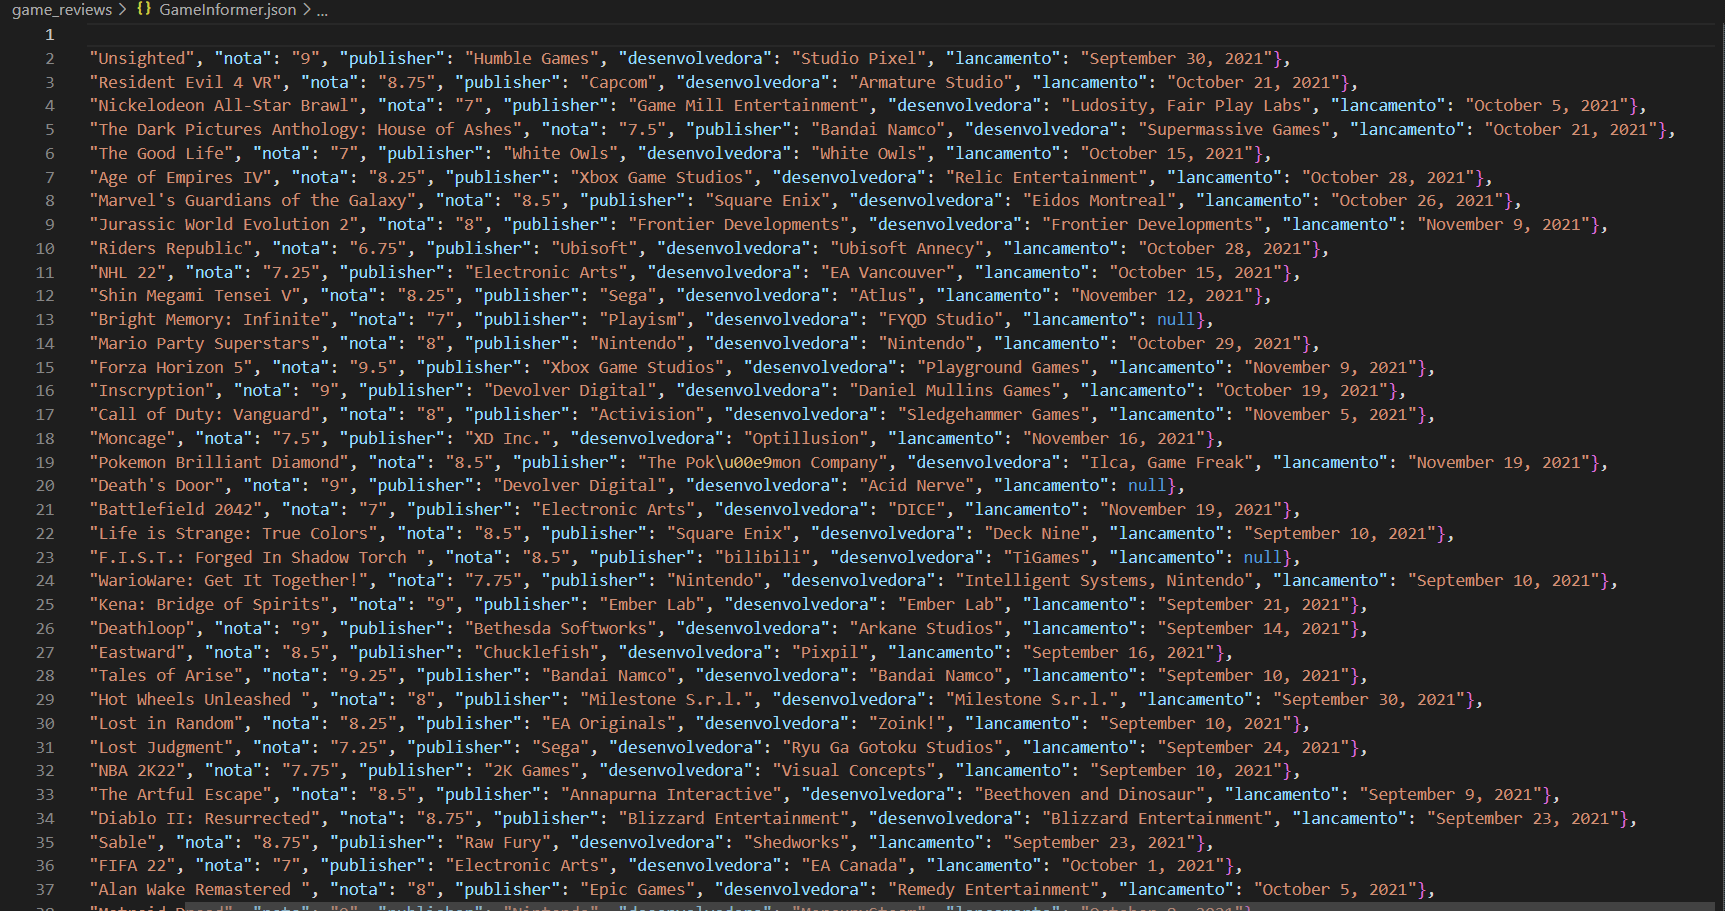 game_reviews > {} GameInformer.json > ...
1
2 "Unsighted", "nota": "9", "publisher": "Humble Games", "desenvolvedora": "Studio Pixel", "lancamento": "September 30, 2021"},
3 "Resident Evil 4 VR", "nota": "8.75", "publisher": "Capcom", "desenvolvedora": "Armature Studio", "lancamento": "October 21, 2021"},
4 "Nickelodeon All-Star Brawl", "nota": "7", "publisher": "Game Mill Entertainment", "desenvolvedora": "Ludosity, Fair Play Labs", "lancamento": "October 5, 2021"},
5 "The Dark Pictures Anthology: House of Ashes", "nota": "7.5", "publisher": "Bandai Namco", "desenvolvedora": "Supermassive Games", "lancamento": "October 21, 2021"},
6 "The Good Life", "nota": "7", "publisher": "White Owls", "desenvolvedora": "White Owls", "lancamento": "October 15, 2021"},
7 "Age of Empires IV", "nota": "8.25", "publisher": "Xbox Game Studios", "desenvolvedora": "Relic Entertainment", "lancamento": "October 28, 2021"},
8 "Marvel's Guardians of the Galaxy", "nota": "8.5", "publisher": "Square Enix", "desenvolvedora": "Eidos Montreal", "lancamento": "October 26, 2021"},
9 "Jurassic World Evolution 2", "nota": "8", "publisher": "Frontier Developments", "desenvolvedora": "Frontier Developments", "lancamento": "November 9, 2021"},
10 "Riders Republic", "nota": "6.75", "publisher": "Ubisoft", "desenvolvedora": "Ubisoft Annecy", "lancamento": "October 28, 2021"},
11 "NHL 22", "nota": "7.25", "publisher": "Electronic Arts", "desenvolvedora": "EA Vancouver", "lancamento": "October 15, 2021"},
12 "Shin Megami Tensei V", "nota": "8.25", "publisher": "Sega", "desenvolvedora": "Atlus", "lancamento": "November 12, 2021"},
13 "Bright Memory: Infinite", "nota": "7", "publisher": "Playism", "desenvolvedora": "FYQD Studio", "lancamento": null},
14 "Mario Party Superstars", "nota": "8", "publisher": "Nintendo", "desenvolvedora": "Nintendo", "lancamento": "October 29, 2021"},
15 "Forza Horizon 5", "nota": "9.5", "publisher": "Xbox Game Studios", "desenvolvedora": "Playground Games", "lancamento": "November 9, 2021"},
16 "Inscryption", "nota": "9", "publisher": "Devolver Digital", "desenvolvedora": "Daniel Mullins Games", "lancamento": "October 19, 2021"},
17 "Call of Duty: Vanguard", "nota": "8", "publisher": "Activision", "desenvolvedora": "Sledgehammer Games", "lancamento": "November 5, 2021"},
18 "Moncage", "nota": "7.5", "publisher": "XD Inc.", "desenvolvedora": "Optillusion", "lancamento": "November 16, 2021"},
19 "Pokemon Brilliant Diamond", "nota": "8.5", "publisher": "The Pok\u00e9mon Company", "desenvolvedora": "Ilca, Game Freak", "lancamento": "November 19, 2021"},
20 "Death's Door", "nota": "9", "publisher": "Devolver Digital", "desenvolvedora": "Acid Nerve", "lancamento": null},
21 "Battlefield 2042", "nota": "7", "publisher": "Electronic Arts", "desenvolvedora": "DICE", "lancamento": "November 19, 2021"},
22 "Life is Strange: True Colors", "nota": "8.5", "publisher": "Square Enix", "desenvolvedora": "Deck Nine", "lancamento": "September 10, 2021"},
23 "F.I.S.T.: Forged In Shadow Torch ", "nota": "8.5", "publisher": "bilibili", "desenvolvedora": "TiGames", "lancamento": null},
24 "WarioWare: Get It Together!", "nota": "7.75", "publisher": "Nintendo", "desenvolvedora": "Intelligent Systems, Nintendo", "lancamento": "September 10, 2021"},
25 "Kena: Bridge of Spirits", "nota": "9", "publisher": "Ember Lab", "desenvolvedora": "Ember Lab", "lancamento": "September 21, 2021"},
26 "Deathloop", "nota": "9", "publisher": "Bethesda Softworks", "desenvolvedora": "Arkane Studios", "lancamento": "September 14, 2021"},
27 "Eastward", "nota": "8.5", "publisher": "Chucklefish", "desenvolvedora": "Pixpil", "lancamento": "September 16, 2021"},
28 "Tales of Arise", "nota": "9.25", "publisher": "Bandai Namco", "desenvolvedora": "Bandai Namco", "lancamento": "September 10, 2021"},
29 "Hot Wheels Unleashed ", "nota": "8", "publisher": "Milestone S.r.l.", "desenvolvedora": "Milestone S.r.l.", "lancamento": "September 30, 2021"},
30 "Lost in Random", "nota": "8.25", "publisher": "EA Originals", "desenvolvedora": "Zoink!", "lancamento": "September 10, 2021"},
31 "Lost Judgment", "nota": "7.25", "publisher": "Sega", "desenvolvedora": "Ryu Ga Gotoku Studios", "lancamento": "September 24, 2021"},
32 "NBA 2K22", "nota": "7.75", "publisher": "2K Games", "desenvolvedora": "Visual Concepts", "lancamento": "September 10, 2021"},
33 "The Artful Escape", "nota": "8.5", "publisher": "Annapurna Interactive", "desenvolvedora": "Beethoven and Dinosaur", "lancamento": "September 9, 2021"},
34 "Diablo II: Resurrected", "nota": "8.75", "publisher": "Blizzard Entertainment", "desenvolvedora": "Blizzard Entertainment", "lancamento": "September 23, 2021"},
35 "Sable", "nota": "8.75", "publisher": "Raw Fury", "desenvolvedora": "Shedworks", "lancamento": "September 23, 2021"},
36 "FIFA 22", "nota": "7", "publisher": "Electronic Arts", "desenvolvedora": "EA Canada", "lancamento": "October 1, 2021"},
37 "Alan Wake Remastered ", "nota": "8", "publisher": "Epic Games", "desenvolvedora": "Remedy Entertainment", "lancamento": "October 5, 2021"},